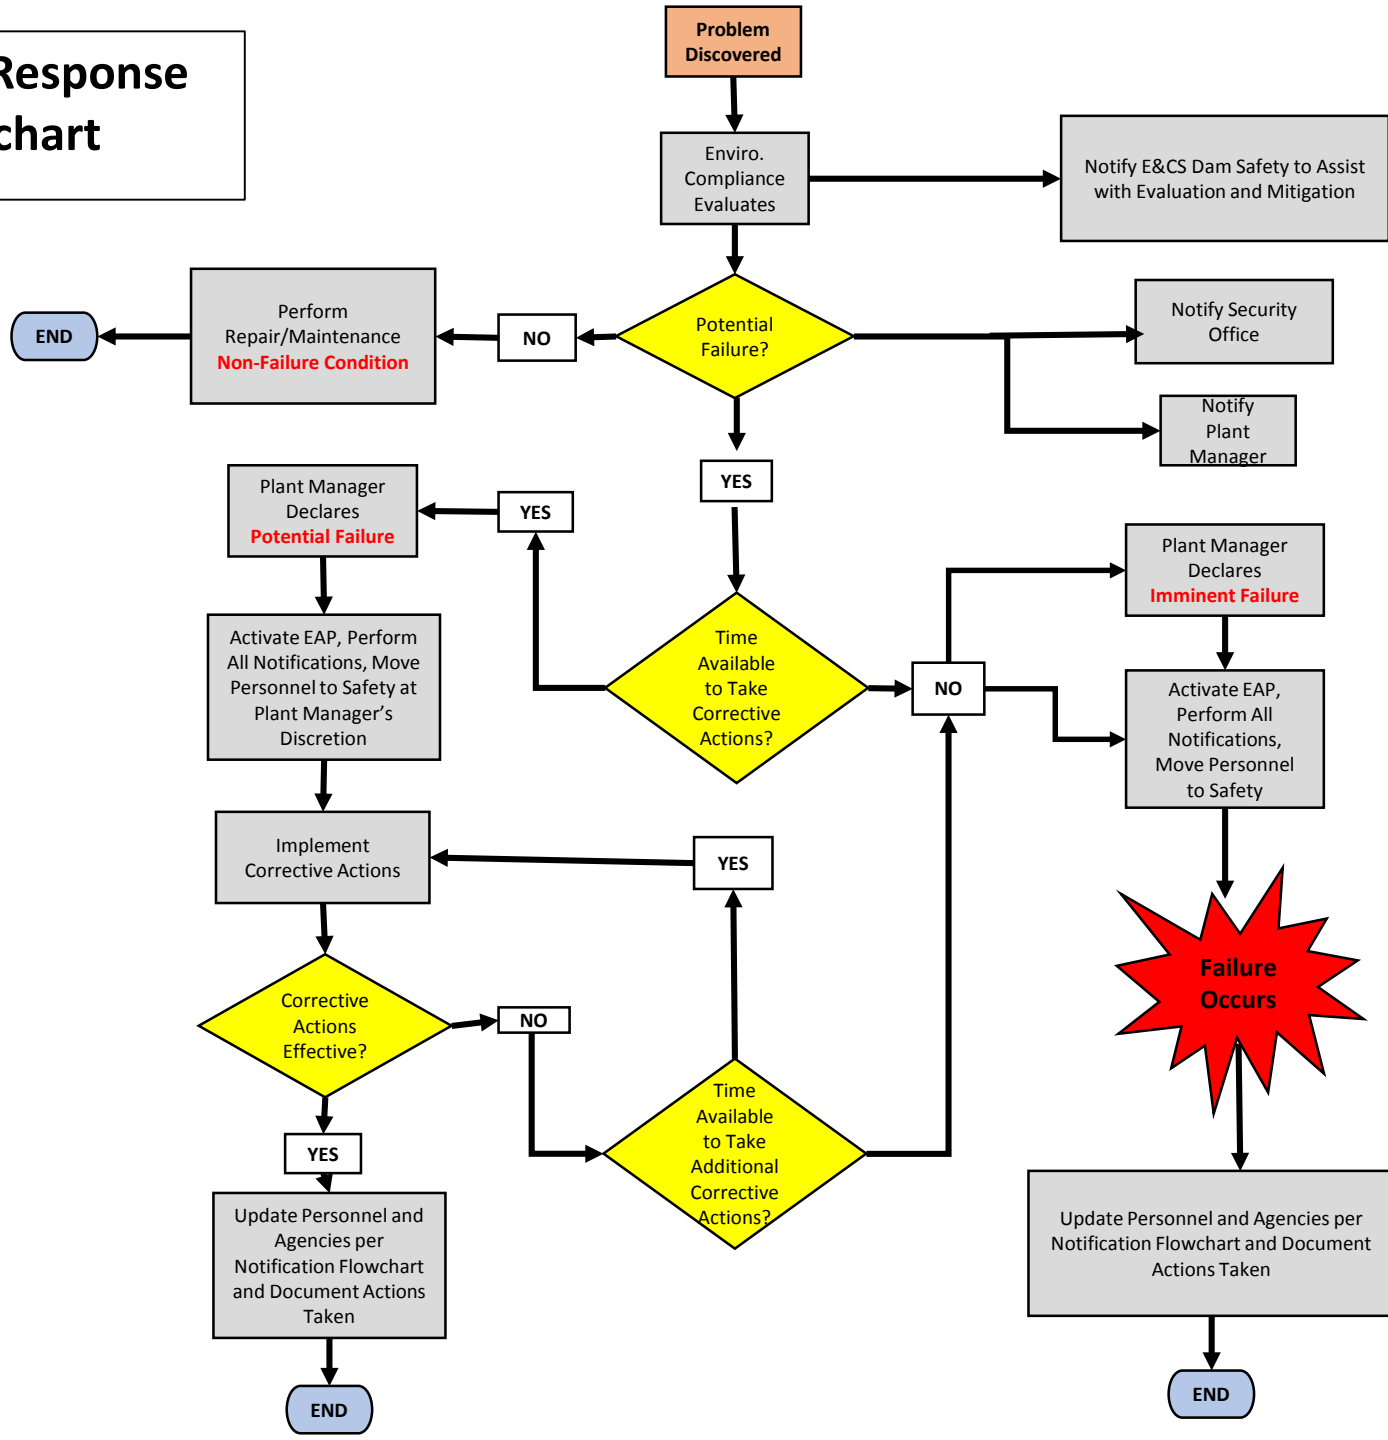 Response
chart
Problem
Discovered
Enviro.
Compliance
Evaluates
Notify E&CS Dam Safety to Assist
with Evaluation and Mitigation
Potential
Failure?
NO
Perform
Repair/Maintenance
Non-Failure Condition
END
Notify Security
Office
Notify
Plant
Manager
YES
Time
Available
to Take
Corrective
Actions?
YES
Plant Manager
Declares
Potential Failure
Activate EAP, Perform
All Notifications, Move
Personnel to Safety at
Plant Manager’s
Discretion
Implement
Corrective Actions
Corrective
Actions
Effective?
YES
Update Personnel and
Agencies per
Notification Flowchart
and Document Actions
Taken
END
NO
Time
Available
to Take
Additional
Corrective
Actions?
YES
NO
Plant Manager
Declares
Imminent Failure
Activate EAP,
Perform All
Notifications,
Move Personnel
to Safety
Failure
Occurs
Update Personnel and Agencies per
Notification Flowchart and Document
Actions Taken
END